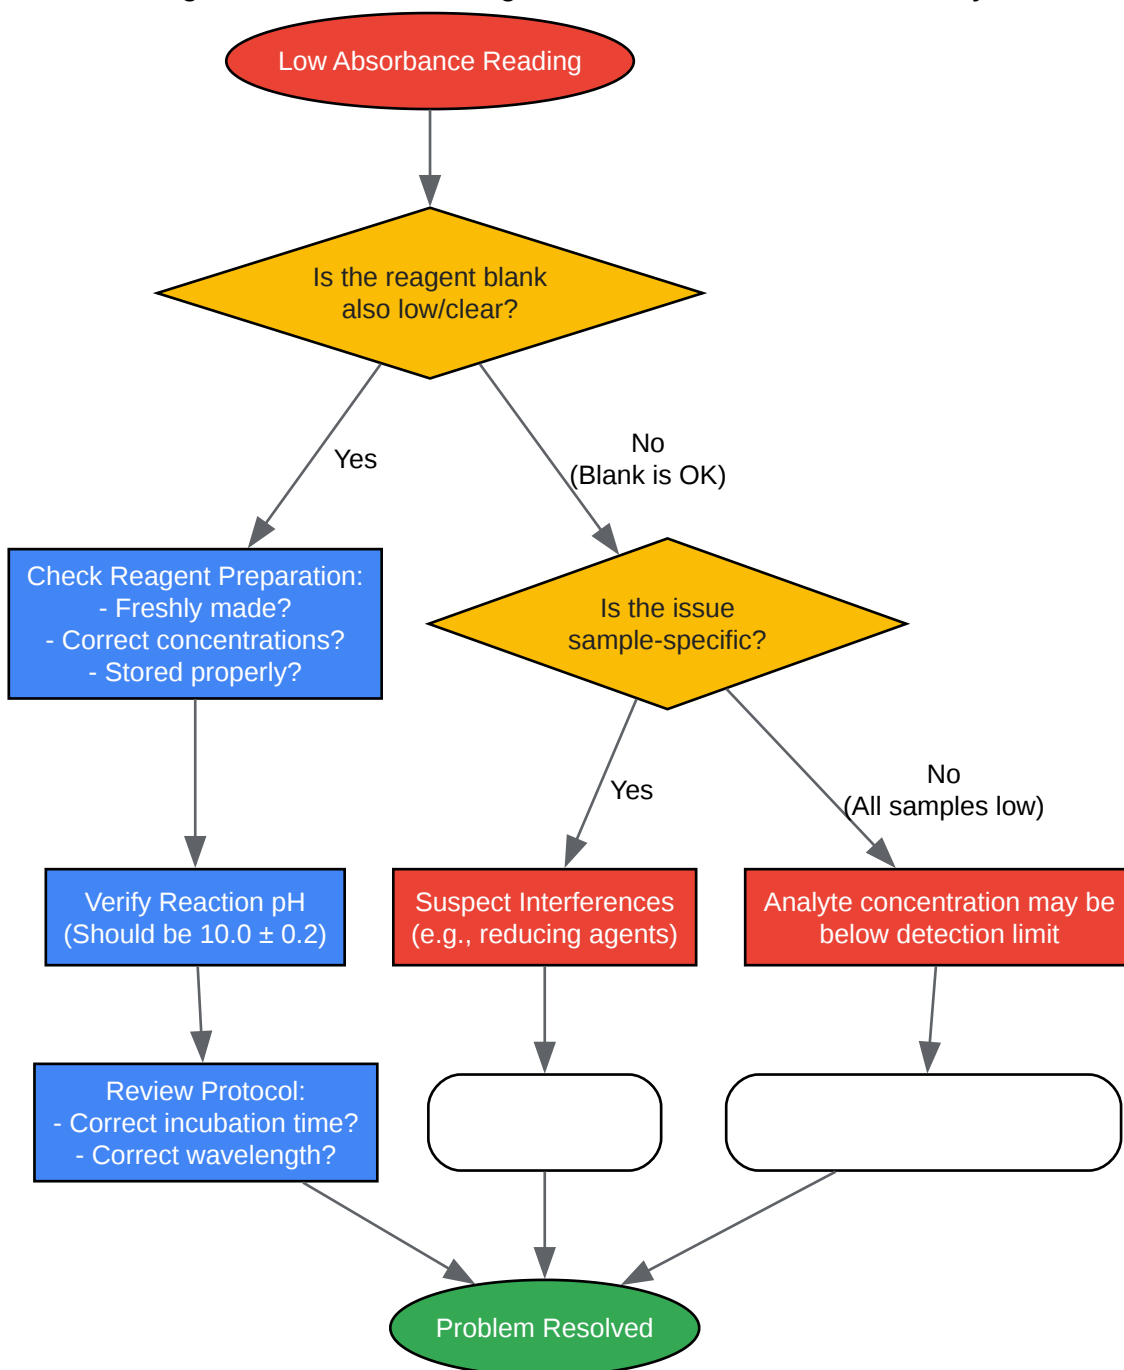 Low Absorbance Reading
Is the reagent blank
also low/clear?
Yes
No
(Blank is OK)
Check Reagent Preparation:
- Freshly made?
- Correct concentrations?
- Stored properly?
Is the issue
sample-specific?
Yes
No
(All samples low)
Verify Reaction pH
(Should be 10.0 ± 0.2)
Suspect Interferences
(e.g., reducing agents)
Analyte concentration may be
below detection limit
Review Protocol:
- Correct incubation time?
- Correct wavelength?
Problem Resolved